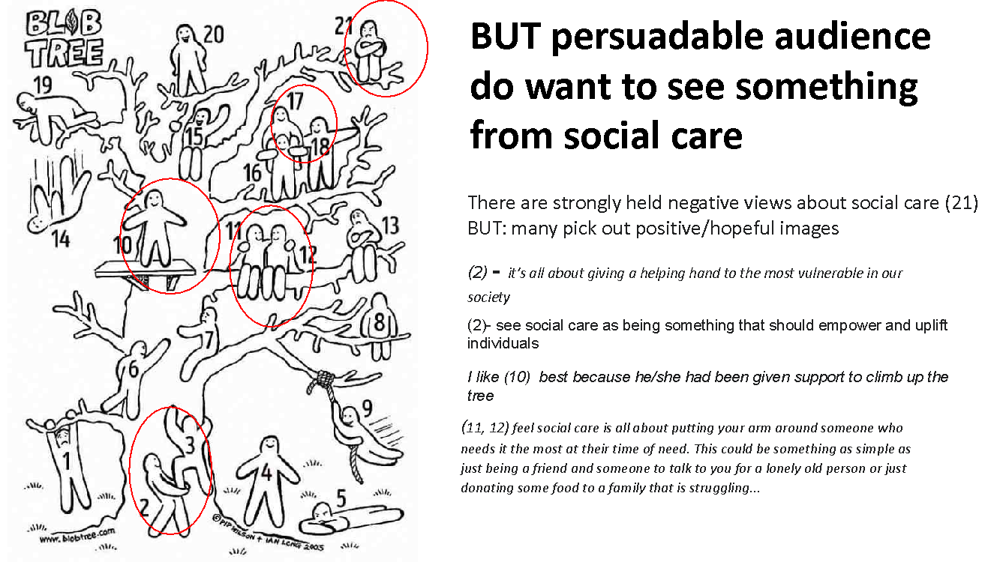 BLOB
TREE
20
21
19
17
15
18
16
14
10
11
12
13
8
7
6
9
1
3
2
4
5
www.blobtree.com
©PIP WILSON + IAN LONG 2005
BUT persuadable audience
do want to see something
from social care
There are strongly held negative views about social care (21)
BUT: many pick out positive/hopeful images
(2) - it’s all about giving a helping hand to the most vulnerable in our
society
(2)- see social care as being something that should empower and uplift
individuals
I like (10) best because he/she had been given support to climb up the
tree
(11, 12) feel social care is all about putting your arm around someone who
needs it the most at their time of need. This could be something as simple as
just being a friend and someone to talk to you for a lonely old person or just
donating some food to a family that is struggling...